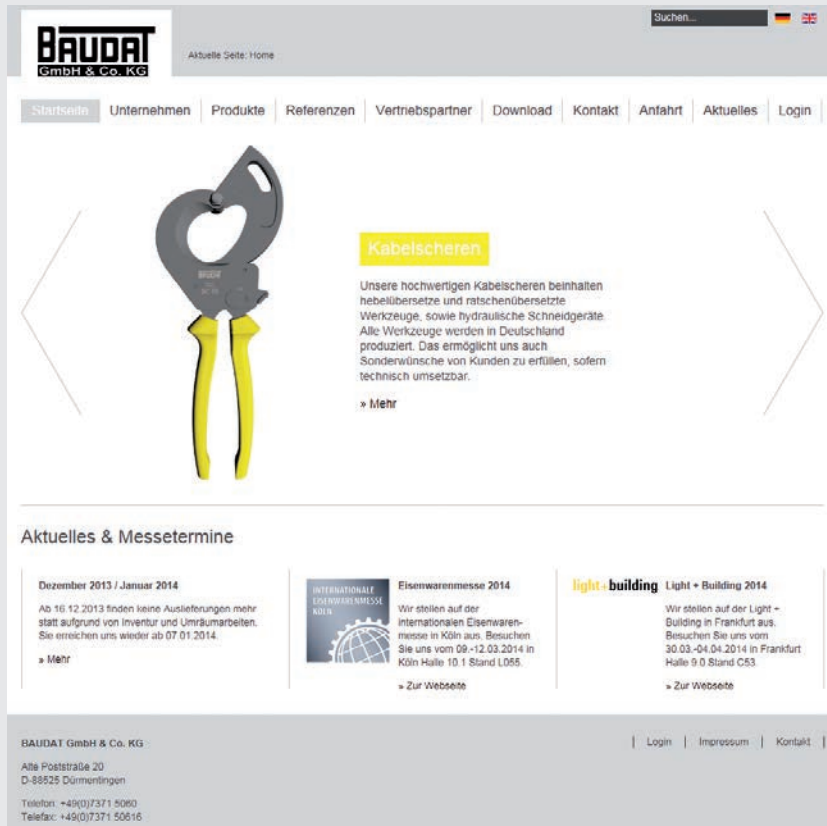 Suchen...
BAUDAT
GmbH & Co. KG
Aktuelle Seite: Home
Startseite
Unternehmen
Produkte
Referenzen
Vertriebspartner
Download
Kontakt
Anfahrt
Aktuelles
Login
BAUDAT
Kabelscheren
Unsere hochwertigen Kabelscheren beinhalten
hebelübersetze und ratschenübersetzte
Werkzeuge, sowie hydraulische Schneidgeräte.
Alle Werkzeuge werden in Deutschland
produziert. Das ermöglicht uns auch
Sonderwünsche von Kunden zu erfüllen, sofern
technisch umsetzbar.
» Mehr
Aktuelles & Messetermine
Dezember 2013 / Januar 2014
Ab 16.12.2013 finden keine Auslieferungen mehr
statt aufgrund von Inventur und Umräumarbeiten.
Sie erreichen uns wieder ab 07.01.2014.
» Mehr
INTERNATIONALE
EISENWARENMESSE
KÖLN
Eisenwarenmesse 2014
Wir stellen auf der
internationalen Eisenwaren-
messe in Köln aus. Besuchen
Sie uns vom 09.-12.03.2014 in
Köln Halle 10.1 Stand L055.
» Zur Webseite
light+building
Light + Building 2014
Wir stellen auf der Light +
Building in Frankfurt aus.
Besuchen Sie uns vom
30.03.-04.04.2014 in Frankfurt
Halle 9.0 Stand C53.
» Zur Webseite
BAUDAT GmbH & Co. KG
Alte Poststraße 20
D-88525 Dürmentingen
Telefon: +49(0)7371 5060
Telefax: +49(0)7371 50616
| Login | Impressum | Kontakt |